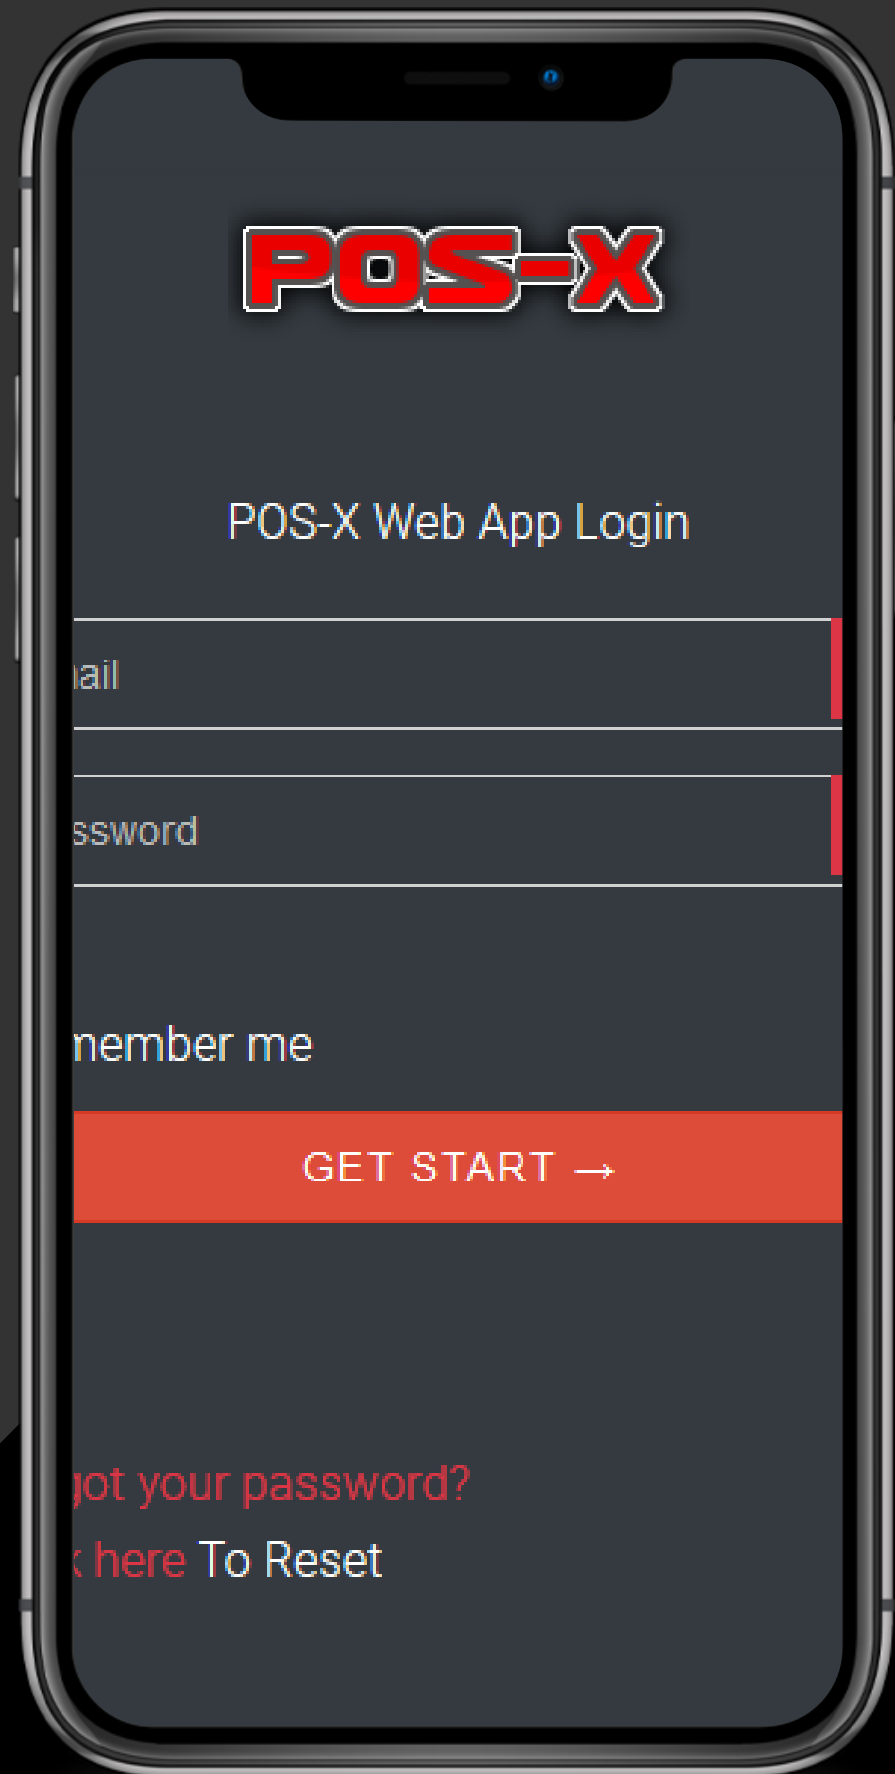 POS-X
POS-X Web App Login
ail
ssword
member me
GET START →
got your password?
k here To Reset